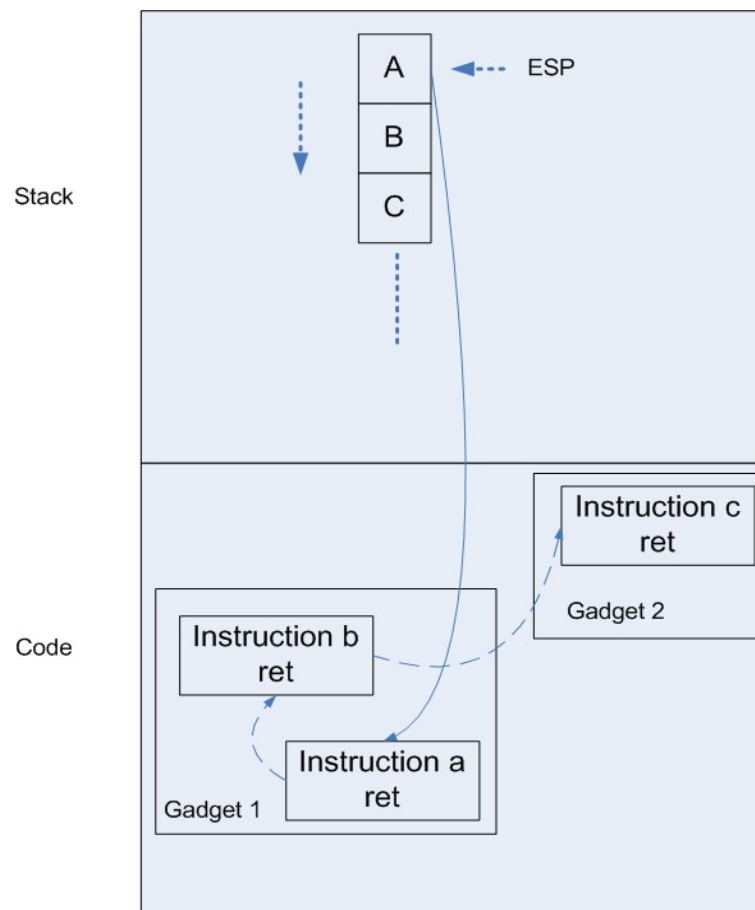 A
ESP
B
Stack
C
Instruction c
ret
Gadget 2
Instruction b
ret
Code
Instruction a
ret
Gadget 1